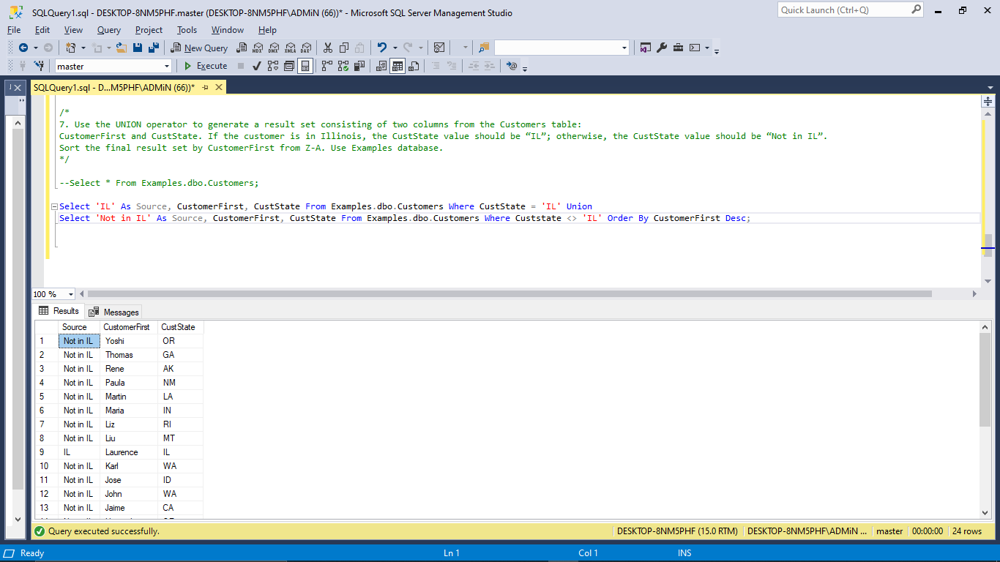 SQLQuery1.sql - DESKTOP-8NM5PHF.master (DESKTOP-8NM5PHF\ADMiN (66))* - Microsoft SQL Server Management Studio
Quick Launch (Ctrl+Q)
File Edit View Query Project Tools Window Help
New Query
MDX DMX XMLA DAX
master
Execute
SQLQuery1.sql - D...M5PHF\ADMiN (66))*
/*
7. Use the UNION operator to generate a result set consisting of two columns from the Customers table:
CustomerFirst and CustState. If the customer is in Illinois, the CustState value should be “IL”; otherwise, the CustState value should be “Not in IL”.
Sort the final result set by CustomerFirst from Z-A. Use Examples database.
*/
--Select * From Examples.dbo.Customers;
Select 'IL' As Source, CustomerFirst, CustState From Examples.dbo.Customers Where CustState = 'IL' Union
Select 'Not in IL' As Source, CustomerFirst, CustState From Examples.dbo.Customers Where Custstate <> 'IL' Order By CustomerFirst Desc;
100 %
Results Messages
Source CustomerFirst CustState
1 Not in IL Yoshi OR
2 Not in IL Thomas GA
3 Not in IL Rene AK
4 Not in IL Paula NM
5 Not in IL Martin LA
6 Not in IL Maria IN
7 Not in IL Liz RI
8 Not in IL Liu MT
9 IL Laurence IL
10 Not in IL Karl WA
11 Not in IL Jose ID
12 Not in IL John WA
13 Not in IL Jaime CA
Query executed successfully.
DESKTOP-8NM5PHF (15.0 RTM) DESKTOP-8NM5PHF\ADMiN ... master 00:00:00 24 rows
Ready Ln 1 Col 1 INS